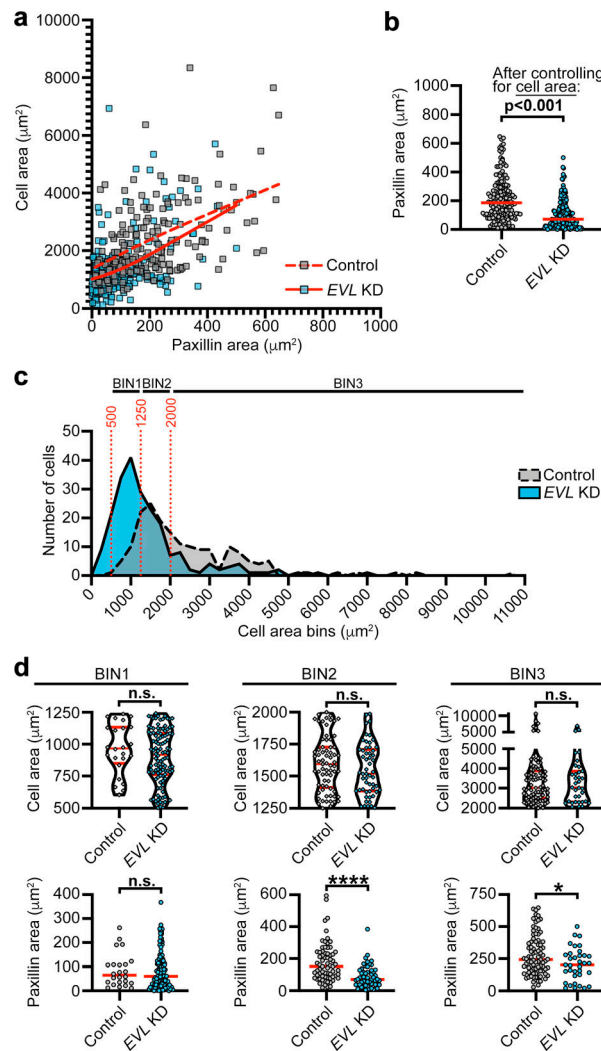 a
Cell area (μm²)
10000
8000
6000
4000
2000
0
0 200 400 600 800 1000
Paxillin area (μm²)
Control
EVL KD
b
After controlling
for cell area:
p<0.001
Paxillin area (μm²)
1000
800
600
400
200
0
Control
EVL KD
c
BIN1 BIN2 BIN3
500
1250
2000
Number of cells
50
40
30
20
10
0
0 1000 2000 3000 4000 5000 6000 7000 8000 9000 10000 11000
Cell area bins (μm²)
Control
EVL KD
d
BIN1
n.s.
Cell area (μm²)
1250
1000
750
500
Control
EVL KD
BIN2
n.s.
Cell area (μm²)
2000
1750
1500
1250
Control
EVL KD
BIN3
n.s.
Cell area (μm²)
10000
5000
5000
4000
3000
2000
Control
EVL KD
n.s.
Paxillin area (μm²)
400
300
200
100
0
Control
EVL KD
****
Paxillin area (μm²)
600
400
200
0
Control
EVL KD
*
Paxillin area (μm²)
750
500
250
0
Control
EVL KD